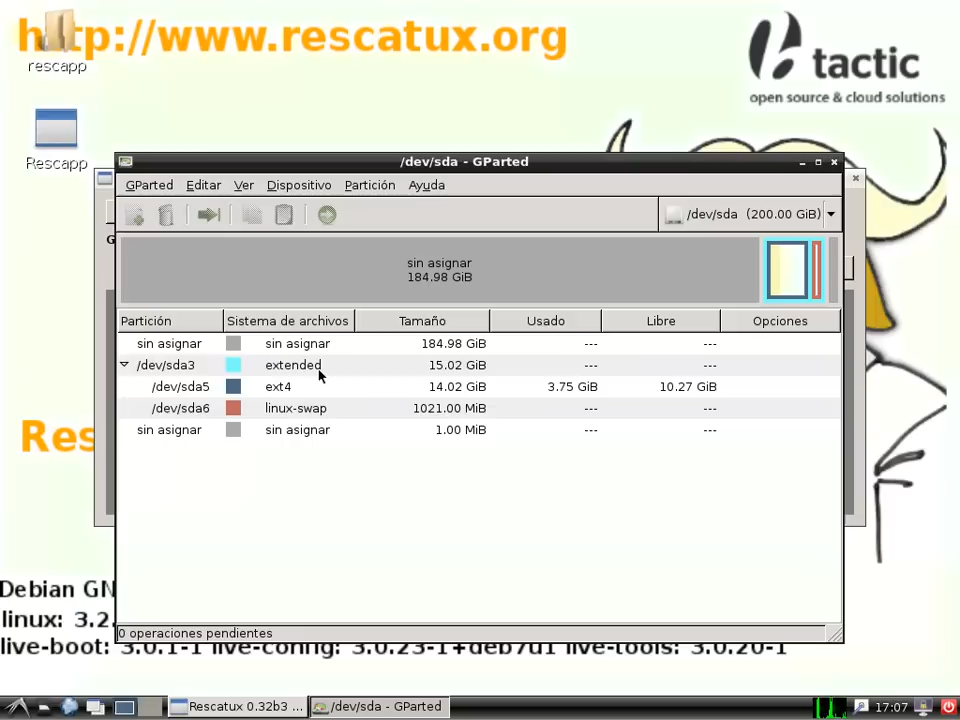 http://www.rescatux.org
rescapp
tactic
open source & cloud solutions
Rescapp
/dev/sda - GParted
GParted Editar Ver Dispositivo Partición Ayuda
/dev/sda (200.00 GiB)
sin asignar
184.98 GiB
Partición Sistema de archivos Tamaño Usado Libre Opciones
sin asignar sin asignar 184.98 GiB --- ---
/dev/sda3 extended 15.02 GiB --- ---
/dev/sda5 ext4 14.02 GiB 3.75 GiB 10.27 GiB
/dev/sda6 linux-swap 1021.00 MiB --- ---
sin asignar sin asignar 1.00 MiB --- ---
Res
Debian GN
linux: 3.2.
0 operaciones pendientes
live-boot: 3.0.1-1 live-config: 3.0.23-1+deb7u1 live-tools: 3.0.20-1
Rescatux 0.32b3 ... /dev/sda - GParted 17:07